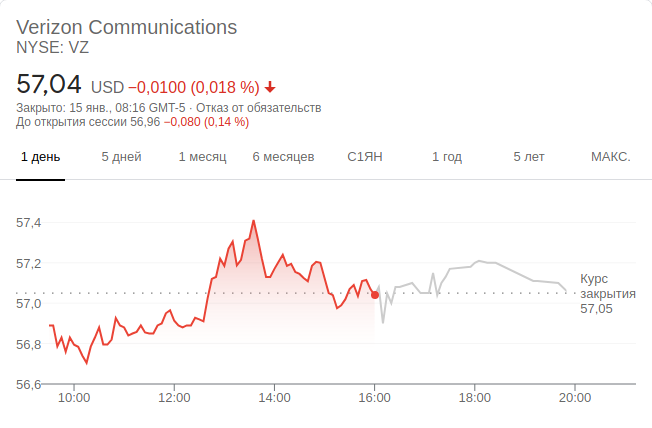 Verizon Communications
NYSE: VZ
57,04 USD −0,0100 (0,018 %)
Закрыто: 15 янв., 08:16 GMT-5 · Отказ от обязательств
До открытия сессии 56,96 −0,080 (0,14 %)
1 день 5 дней 1 месяц 6 месяцев С1ЯН 1 год 5 лет МАКС.
57,4
57,2
57,0
56,8
56,6
Курс
закрытия
57,05
10:00 12:00 14:00 16:00 18:00 20:00